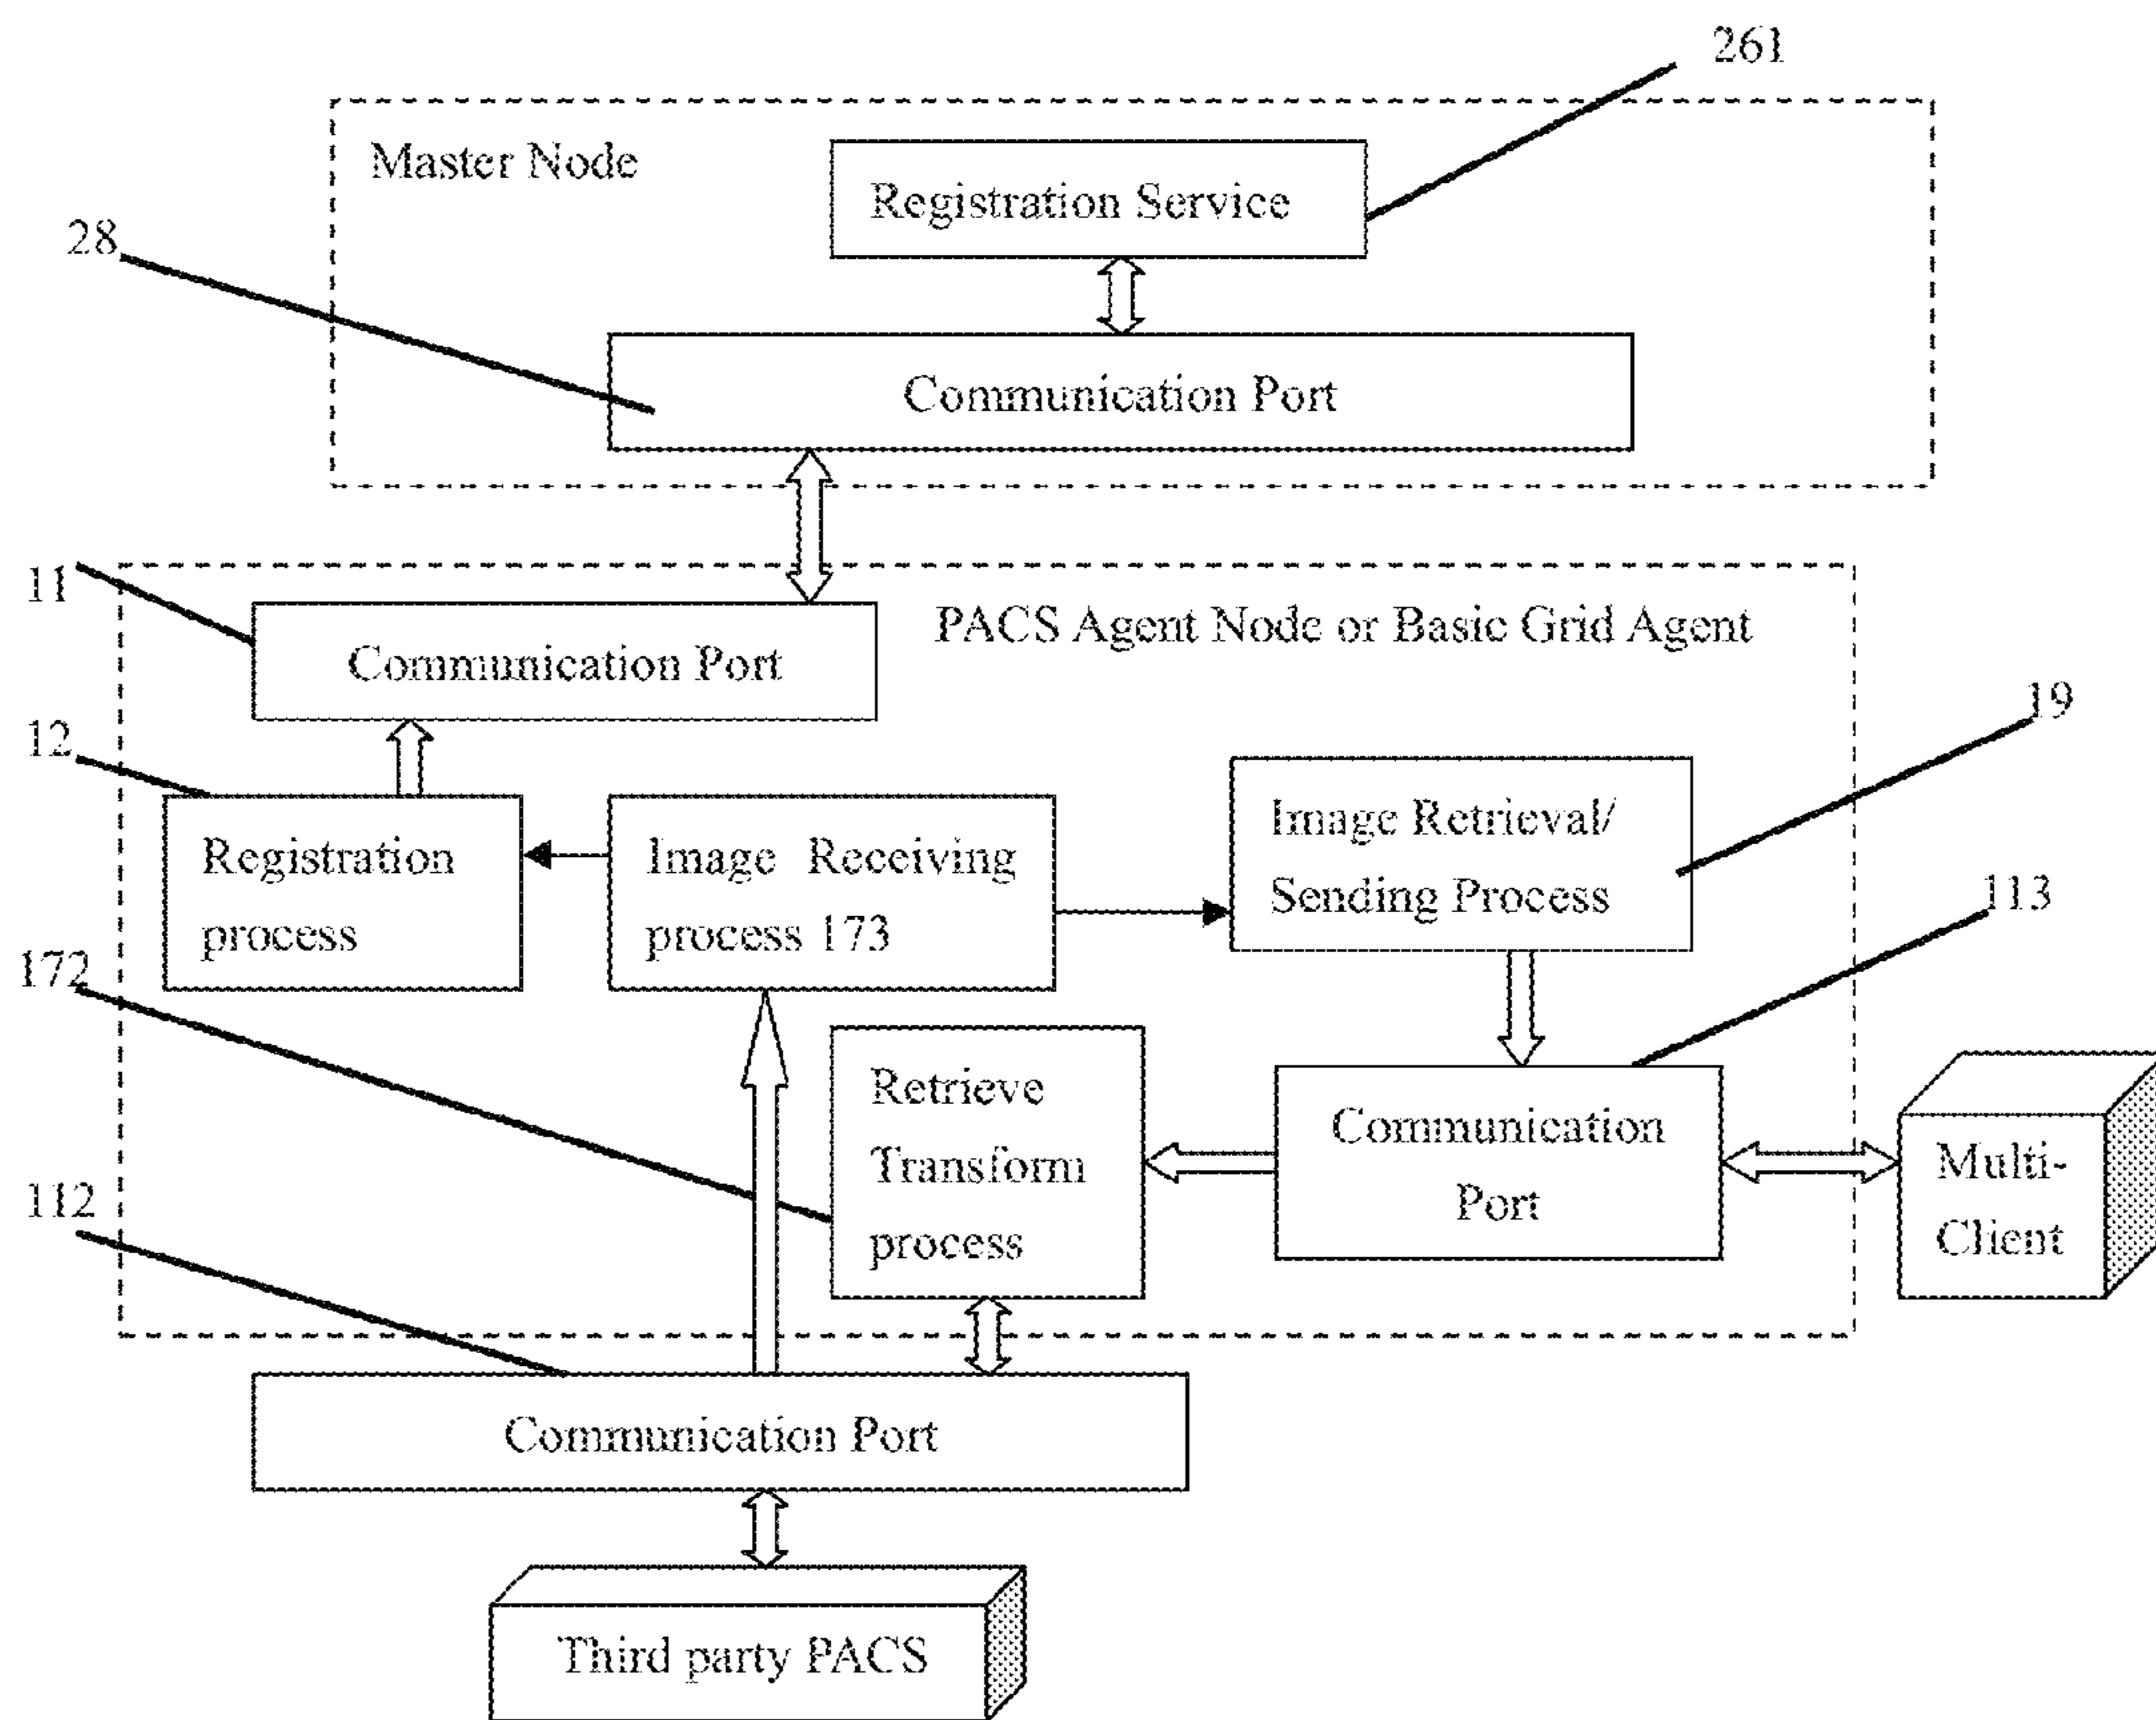 261
Master Node
Registration Service
28
Communication Port
11
PACS Agent Node or Basic Grid Agent
Communication Port
12
19
Registration
process
Image Receiving
process 173
Image Retrieval/
Sending Process
113
172
Retrieve
Transform
process
Communication
Port
Multi-
Client
112
Communication Port
Third party PACS